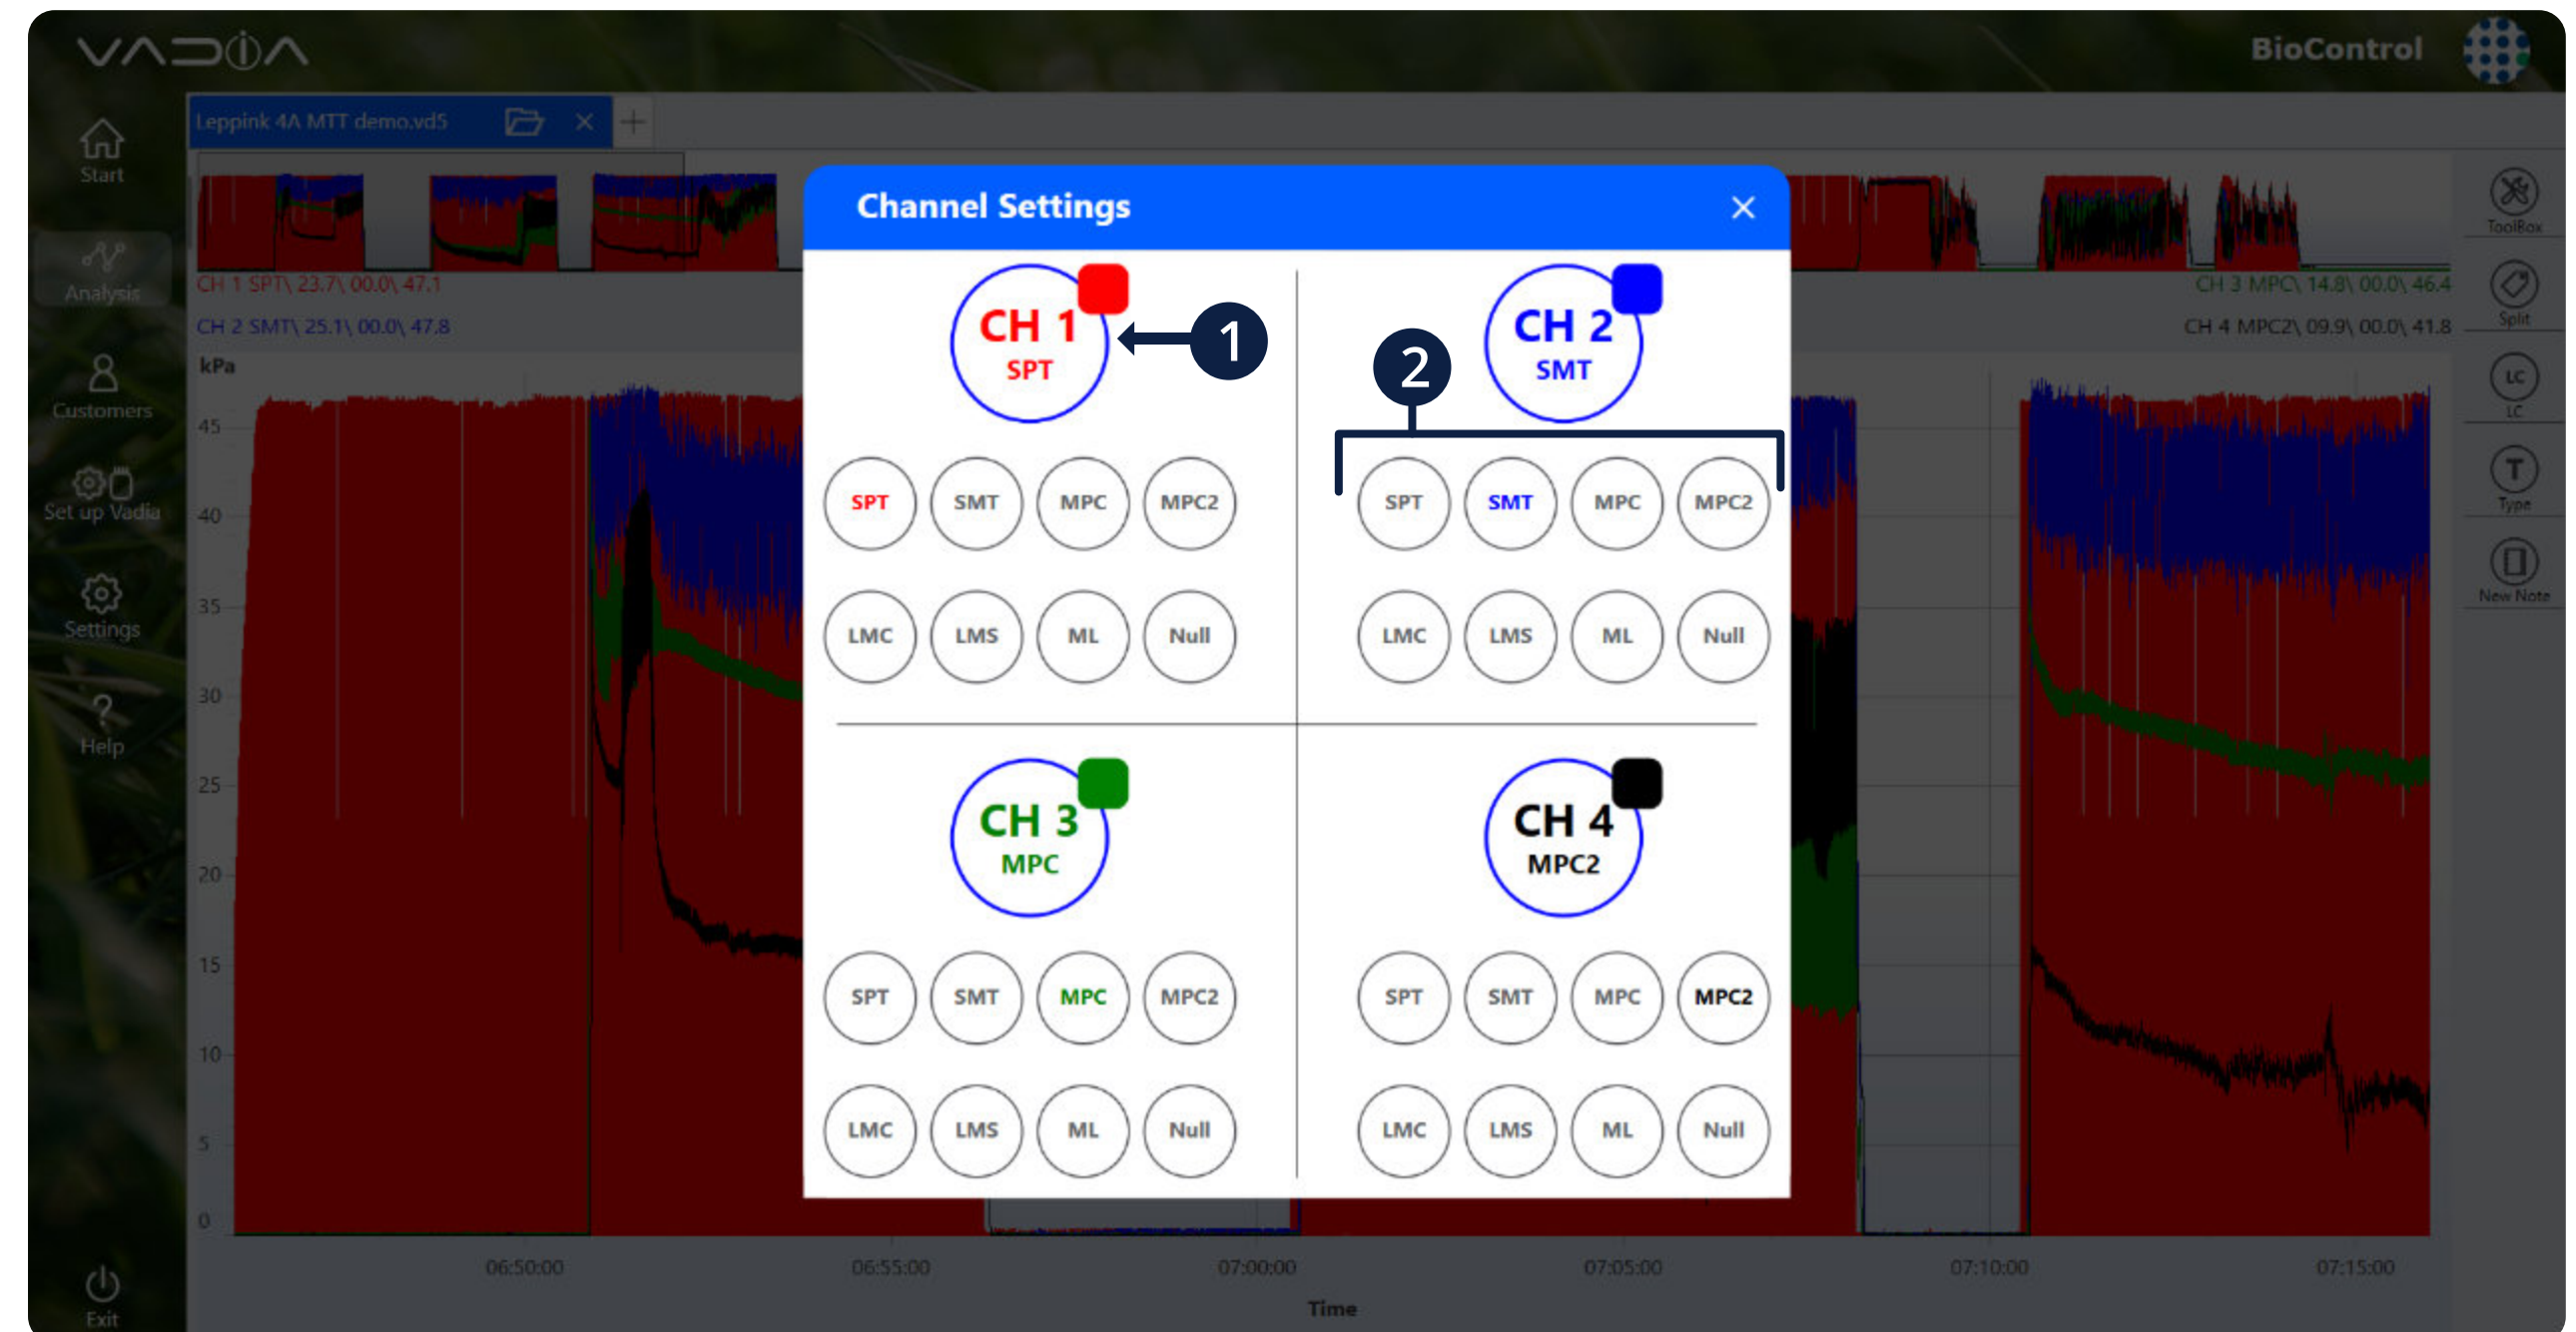 VADIA
BioControl
Leppink 4A MTT demo.vd5
Start
Analysis
Customers
Set up Vadia
Settings
Help
Exit
CH 1 SPT\ 23.7\ 00.0\ 47.1
CH 2 SMT\ 25.1\ 00.0\ 47.8
CH 3 MPC\ 14.8\ 00.0\ 46.4
CH 4 MPC2\ 09.9\ 00.0\ 41.8
kPa
45
40
35
30
25
20
15
10
5
0
Channel Settings
CH 1
SPT
1
SPT SMT MPC MPC2
LMC LMS ML Null
CH 2
SMT
2
SPT SMT MPC MPC2
LMC LMS ML Null
CH 3
MPC
SPT SMT MPC MPC2
LMC LMS ML Null
CH 4
MPC2
SPT SMT MPC MPC2
LMC LMS ML Null
ToolBox
Split
LC
LC
T
Type
New Note
06:50:00 06:55:00 07:00:00 07:05:00 07:10:00 07:15:00
Time